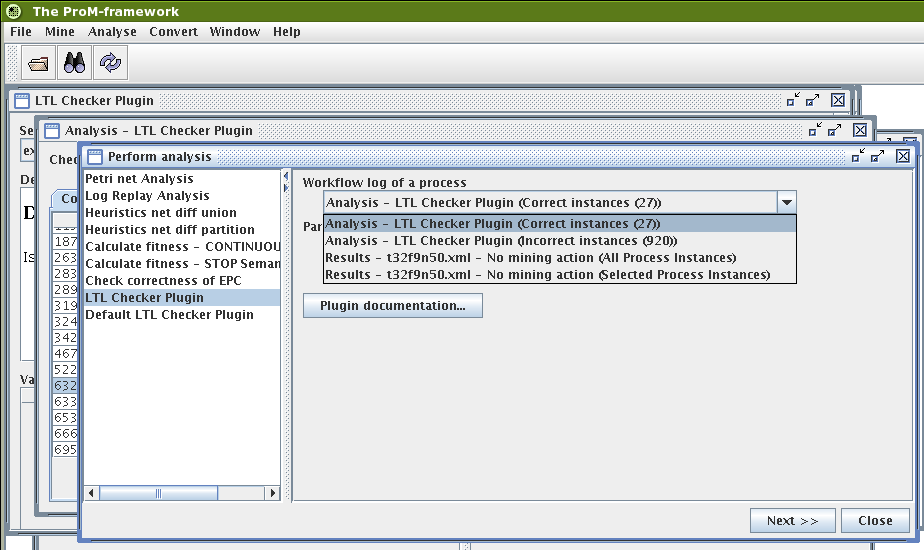 The ProM-framework
File Mine Analyse Convert Window Help
LTL Checker Plugin
Analysis - LTL Checker Plugin
Perform analysis
Se
ex
De
D
Is
Va
Chec
Co
187
263
283
289
319
324
342
467
522
632
633
653
666
695
Petri net Analysis
Log Replay Analysis
Heuristics net diff union
Heuristics net diff partition
Calculate fitness - CONTINUOU
Calculate fitness - STOP Seman
Check correctness of EPC
LTL Checker Plugin
Default LTL Checker Plugin
Workflow log of a process
Analysis - LTL Checker Plugin (Correct instances (27))
Par
Analysis - LTL Checker Plugin (Correct instances (27))
Analysis - LTL Checker Plugin (Incorrect instances (920))
Results - t32f9n50.xml - No mining action (All Process Instances)
Results - t32f9n50.xml - No mining action (Selected Process Instances)
Plugin documentation...
Next >> Close